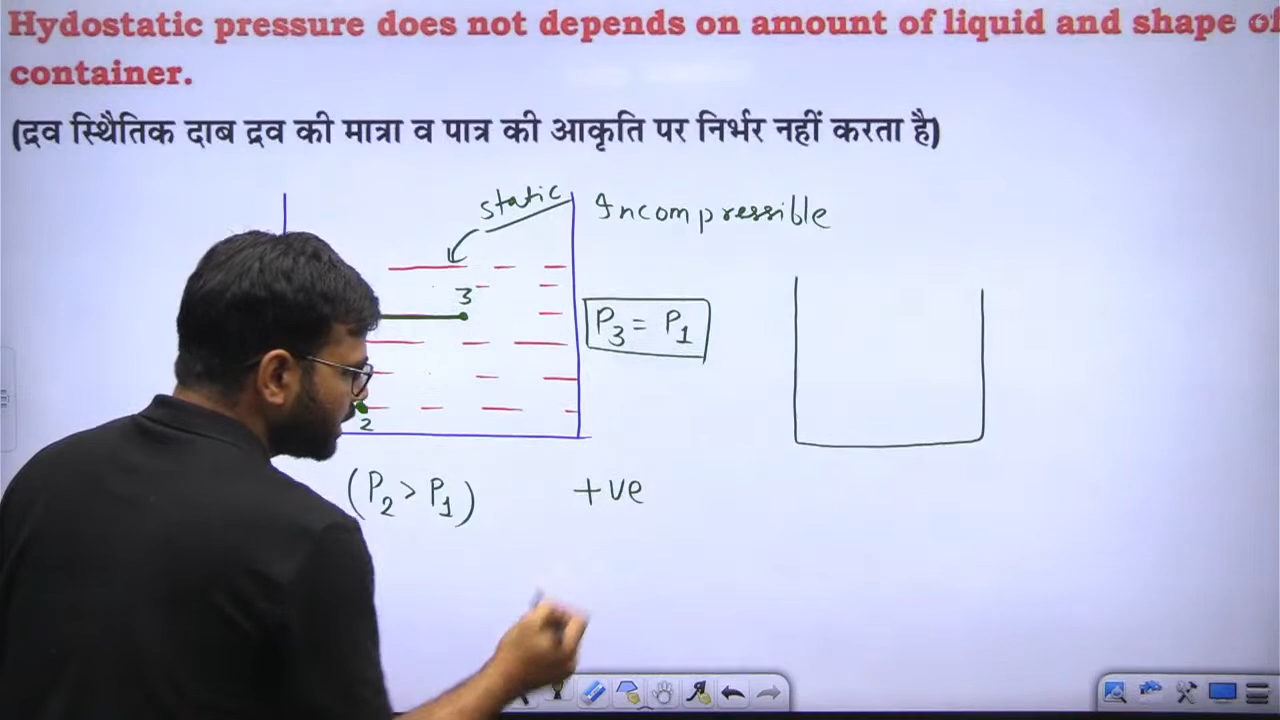 Hydostatic pressure does not depends on amount of liquid and shape of
container.
(द्रव स्थैतिक दाब द्रव की मात्रा व पात्र की आकृति पर निर्भर नहीं करता है)
static
Incompressible
3
P3 = P1
2
(P2 > P1)
+ve